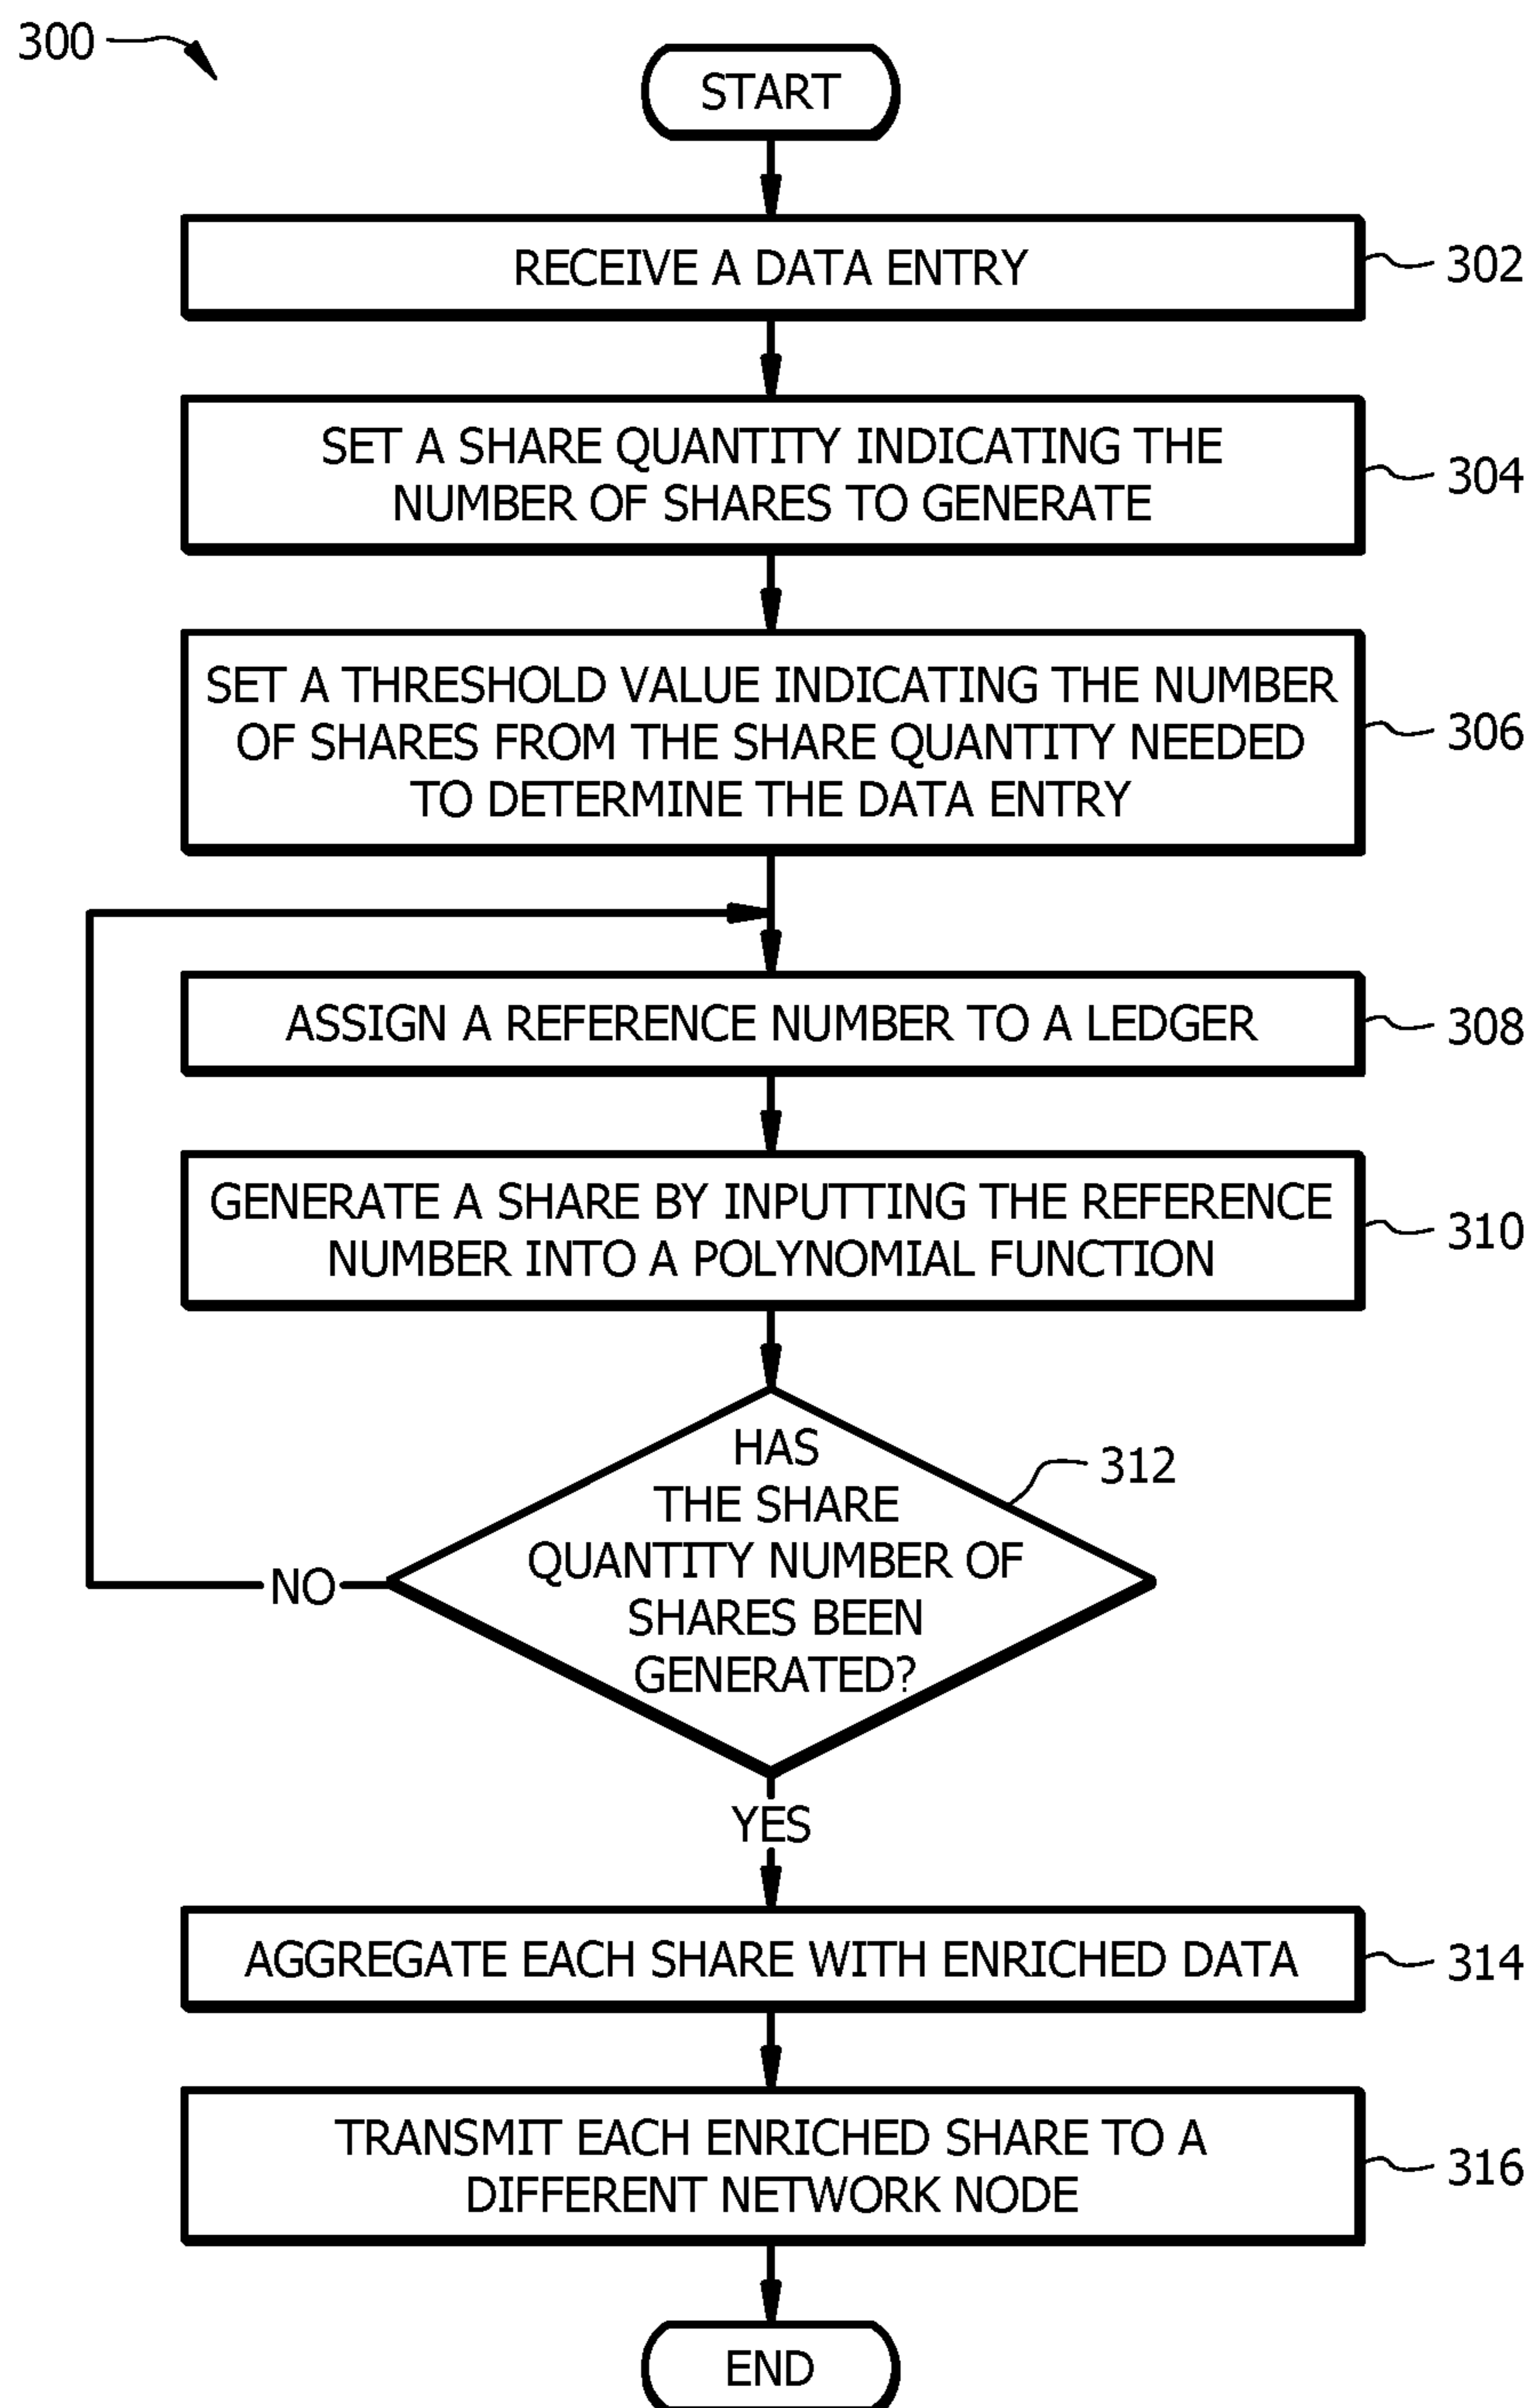 300
START
RECEIVE A DATA ENTRY
302
SET A SHARE QUANTITY INDICATING THE
NUMBER OF SHARES TO GENERATE
304
SET A THRESHOLD VALUE INDICATING THE NUMBER
OF SHARES FROM THE SHARE QUANTITY NEEDED
TO DETERMINE THE DATA ENTRY
306
ASSIGN A REFERENCE NUMBER TO A LEDGER
308
GENERATE A SHARE BY INPUTTING THE REFERENCE
NUMBER INTO A POLYNOMIAL FUNCTION
310
HAS
THE SHARE
QUANTITY NUMBER OF
SHARES BEEN
GENERATED?
312
NO
YES
AGGREGATE EACH SHARE WITH ENRICHED DATA
314
TRANSMIT EACH ENRICHED SHARE TO A
DIFFERENT NETWORK NODE
316
END